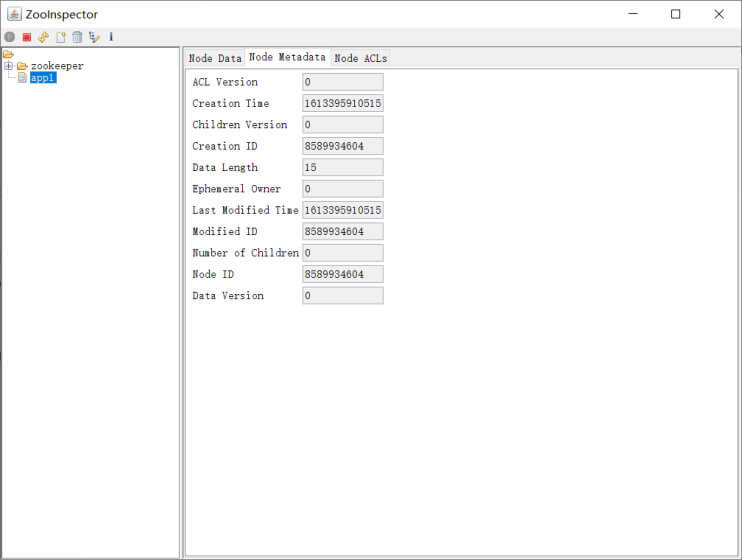 ZooInspector
zookeeper
app1
Node Data Node Metadata Node ACLs
ACL Version 0
Creation Time 1613395910515
Children Version 0
Creation ID 8589934604
Data Length 15
Ephemeral Owner 0
Last Modified Time 1613395910515
Modified ID 8589934604
Number of Children 0
Node ID 8589934604
Data Version 0